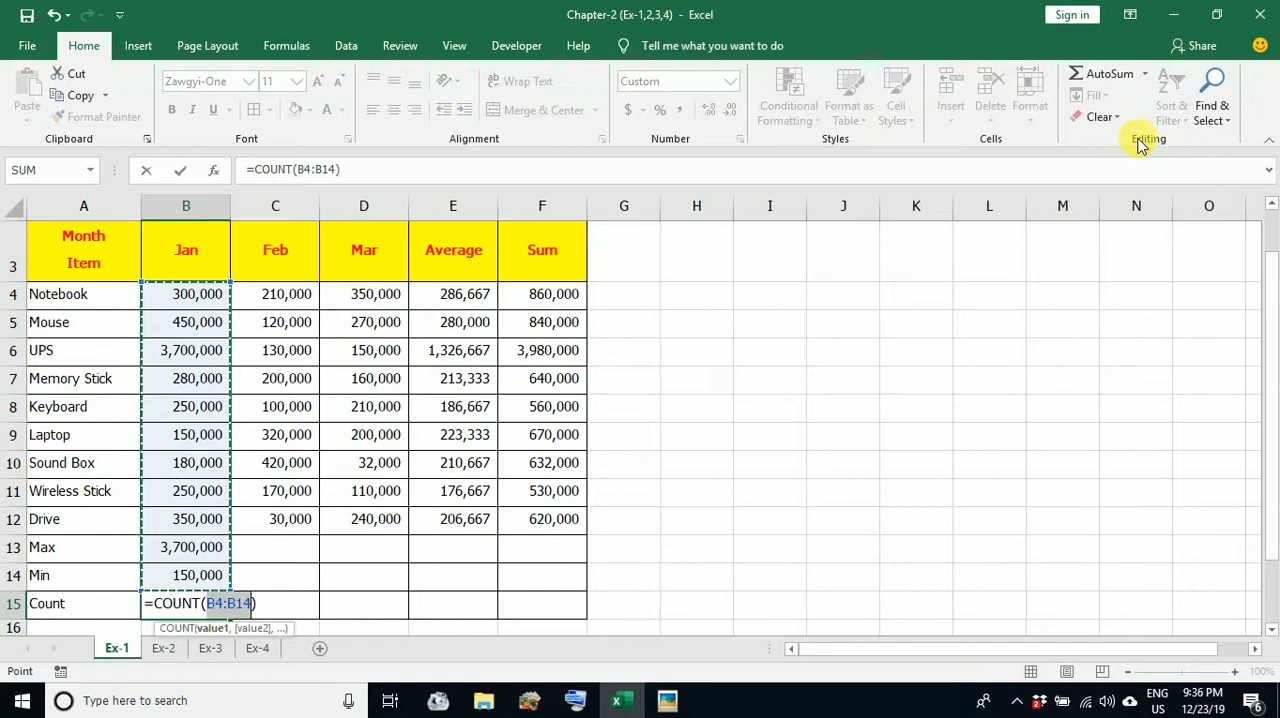 Chapter-2 (Ex-1,2,3,4) - Excel
Sign in
File Home Insert Page Layout Formulas Data Review View Developer Help Tell me what you want to do Share
Paste
Cut
Copy
Format Painter
Clipboard
Zawgyi-One 11
B I U
Font
Wrap Text
Merge & Center
Alignment
Custom
$ % ,
Number
Conditional Formatting
Format as Table
Cell Styles
Styles
Insert Delete Format
Cells
AutoSum
Fill
Clear
Sort & Filter
Find & Select
Editing
SUM fx =COUNT(B4:B14)
A B C D E F G H I J K L M N O
3 Month Item Jan Feb Mar Average Sum
4 Notebook 300,000 210,000 350,000 286,667 860,000
5 Mouse 450,000 120,000 270,000 280,000 840,000
6 UPS 3,700,000 130,000 150,000 1,326,667 3,980,000
7 Memory Stick 280,000 200,000 160,000 213,333 640,000
8 Keyboard 250,000 100,000 210,000 186,667 560,000
9 Laptop 150,000 320,000 200,000 223,333 670,000
10 Sound Box 180,000 420,000 32,000 210,667 632,000
11 Wireless Stick 250,000 170,000 110,000 176,667 530,000
12 Drive 350,000 30,000 240,000 206,667 620,000
13 Max 3,700,000
14 Min 150,000
15 Count =COUNT(B4:B14)
16 COUNT(value1, [value2], ...)
Ex-1 Ex-2 Ex-3 Ex-4
Point 100%
Type here to search
ENG US
9:36 PM
12/23/19
6